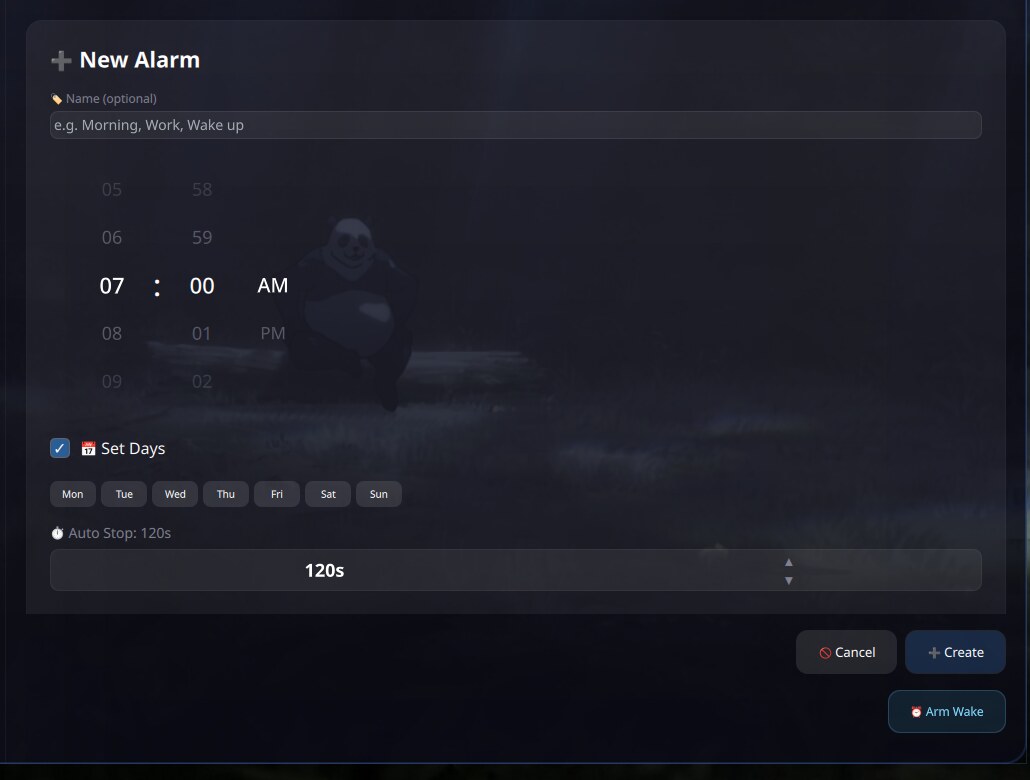 ➕ New Alarm
🏷️ Name (optional)
e.g. Morning, Work, Wake up
05 58
06 59
07 : 00 AM
08 01 PM
09 02
✓ 📅 Set Days
Mon Tue Wed Thu Fri Sat Sun
⏱️ Auto Stop: 120s
120s ▲ ▼
🚫 Cancel ➕ Create
⏰ Arm Wake